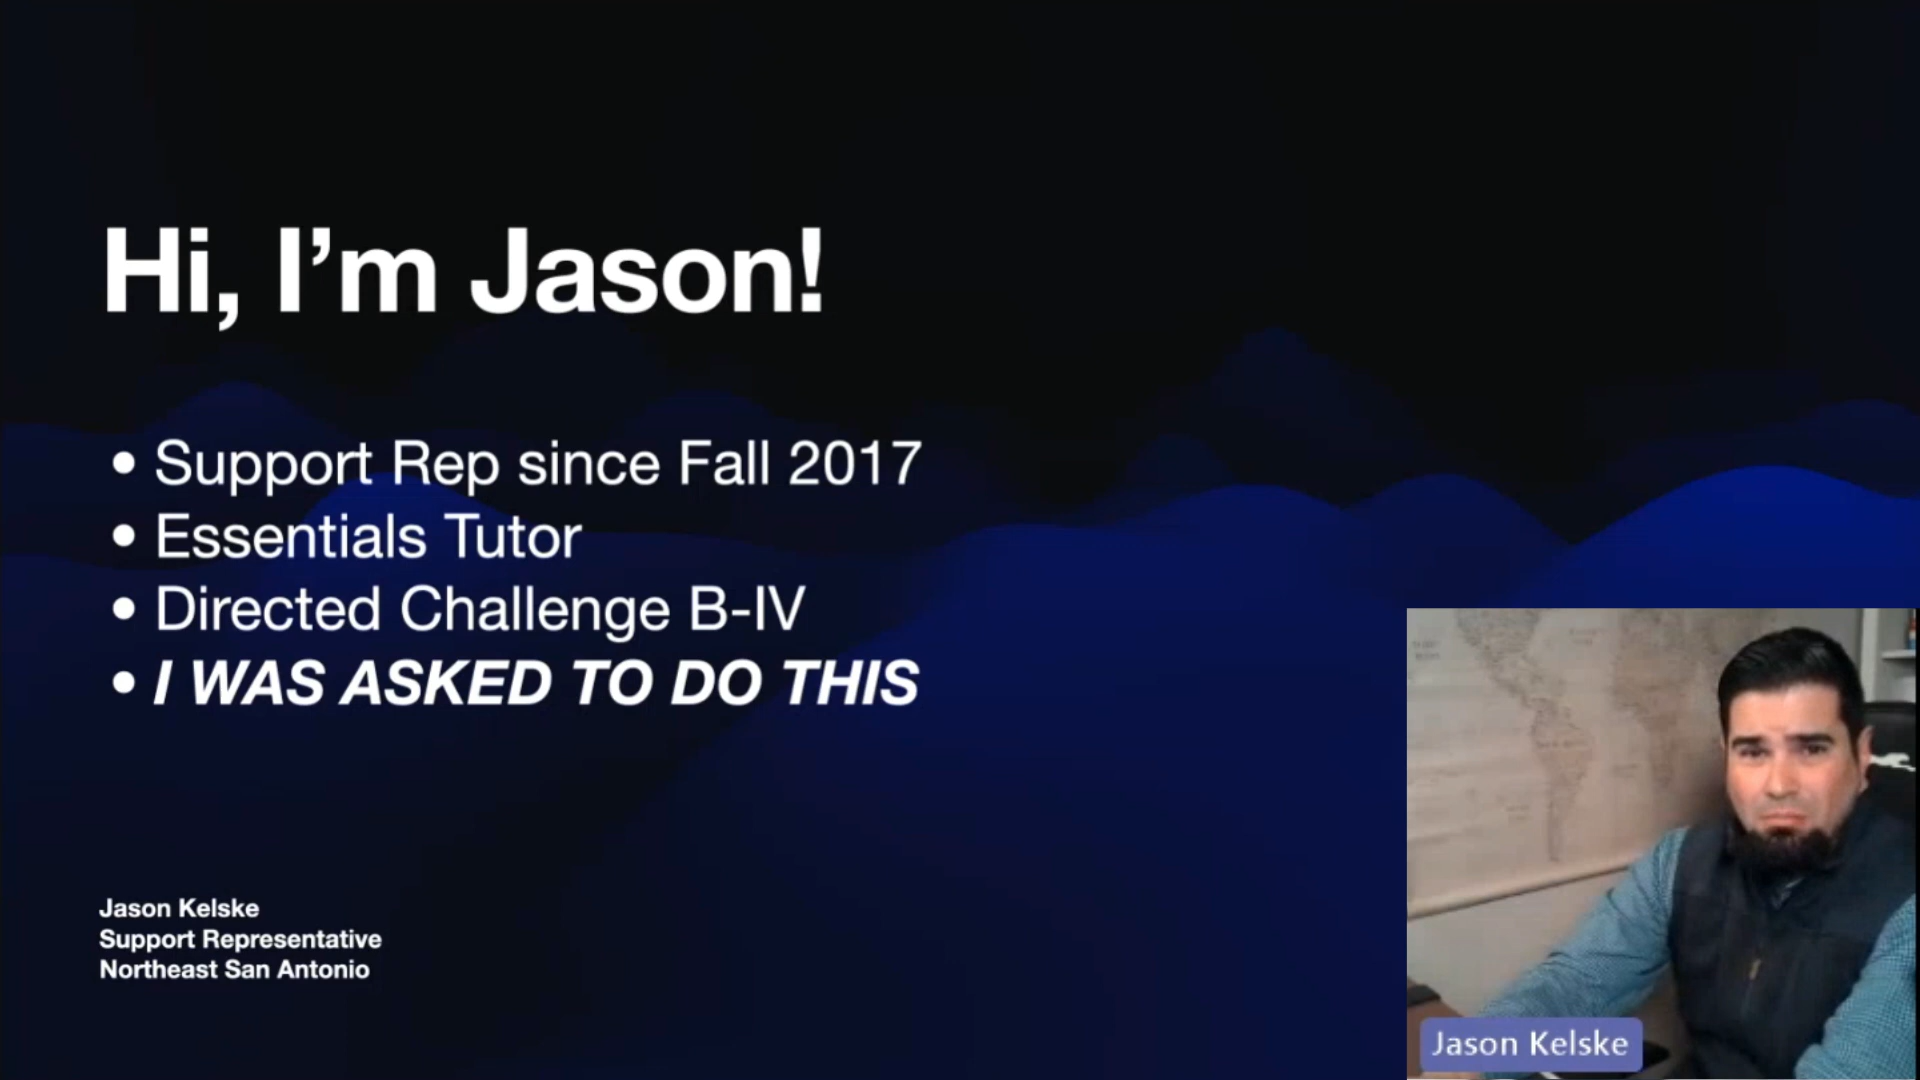 Hi, I’m Jason!
• Support Rep since Fall 2017
• Essentials Tutor
• Directed Challenge B-IV
• I WAS ASKED TO DO THIS
Jason Kelske
Support Representative
Northeast San Antonio
Jason Kelske